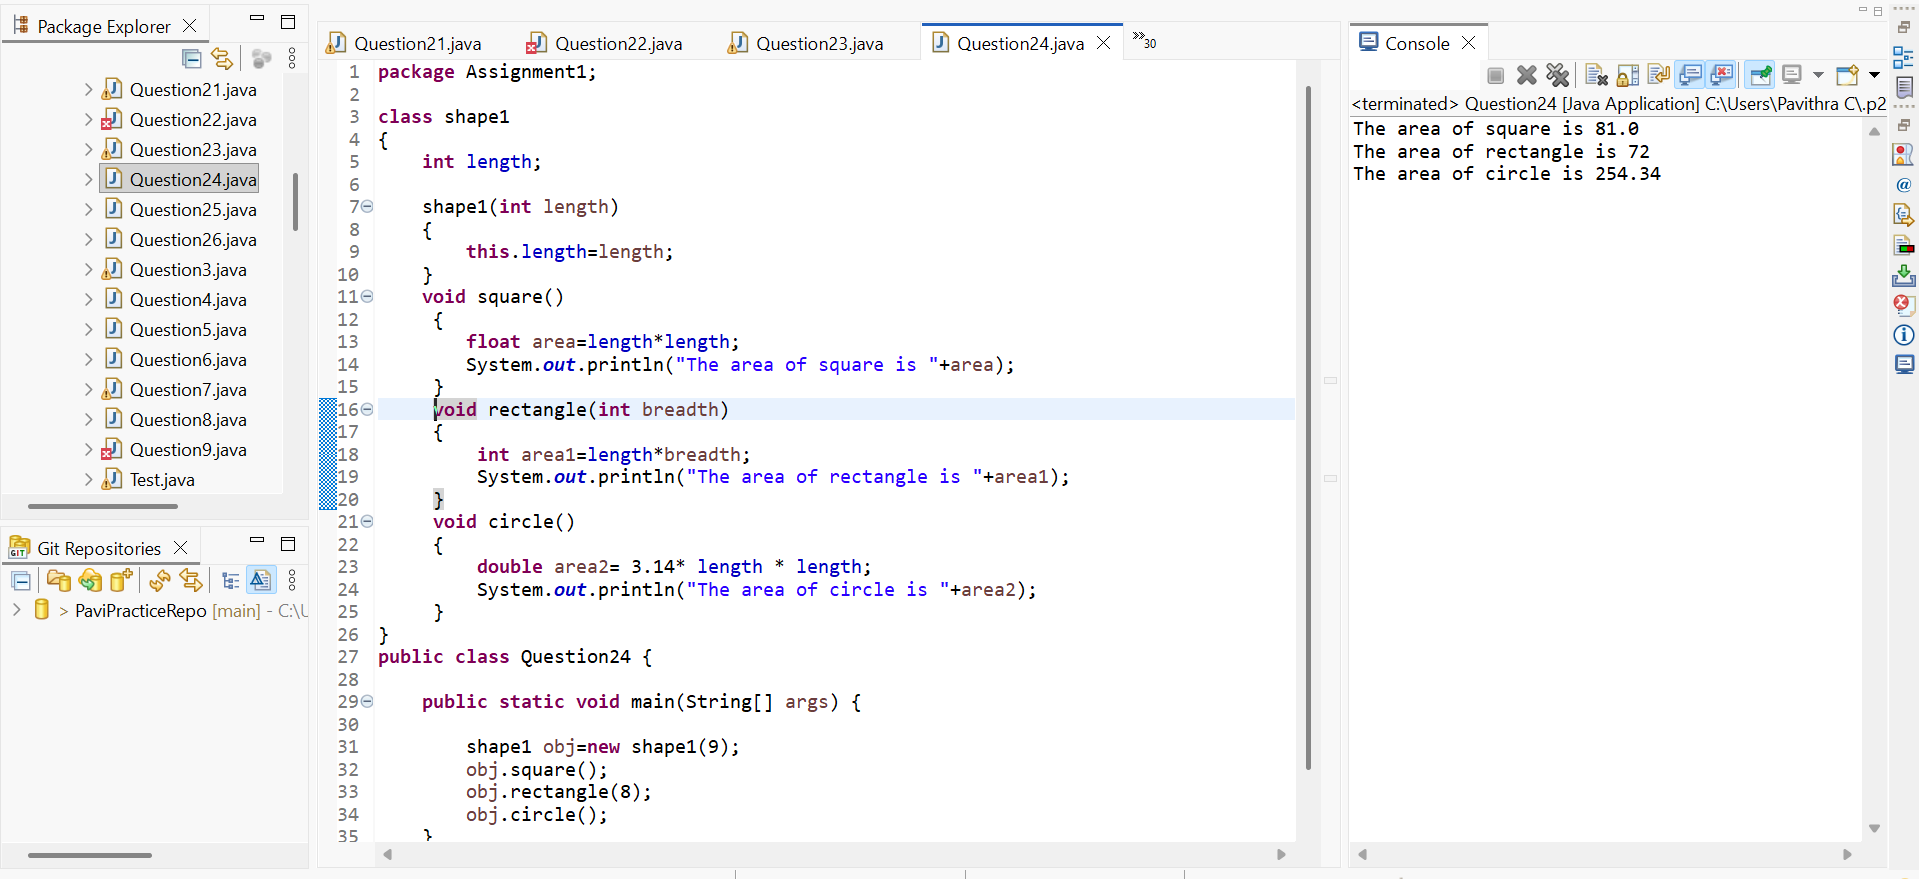 Package Explorer
Question21.java
Question22.java
Question23.java
Question24.java
Question25.java
Question26.java
Question3.java
Question4.java
Question5.java
Question6.java
Question7.java
Question8.java
Question9.java
Test.java
Git Repositories
> PaviPracticeRepo [main] - C:\U
Question21.java Question22.java Question23.java Question24.java »30
1 package Assignment1;
2
3 class shape1
4 {
5     int length;
6
7     shape1(int length)
8     {
9         this.length=length;
10     }
11     void square()
12      {
13         float area=length*length;
14         System.out.println("The area of square is "+area);
15      }
16      void rectangle(int breadth)
17      {
18          int area1=length*breadth;
19          System.out.println("The area of rectangle is "+area1);
20      }
21      void circle()
22      {
23          double area2= 3.14* length * length;
24          System.out.println("The area of circle is "+area2);
25      }
26 }
27 public class Question24 {
28
29     public static void main(String[] args) {
30
31         shape1 obj=new shape1(9);
32         obj.square();
33         obj.rectangle(8);
34         obj.circle();
35     }
Console
<terminated> Question24 [Java Application] C:\Users\Pavithra C\.p2
The area of square is 81.0
The area of rectangle is 72
The area of circle is 254.34